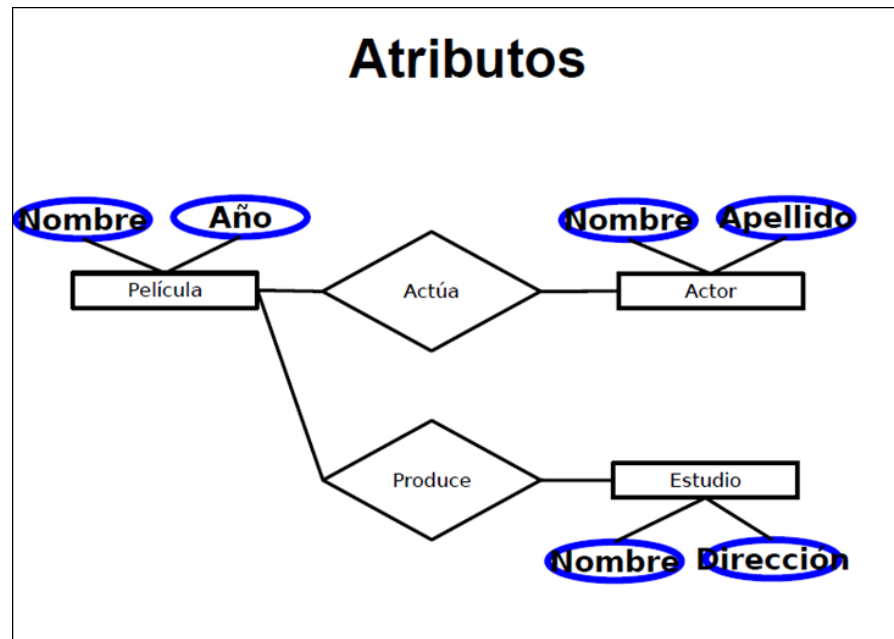 Atributos
Nombre
Año
Nombre
Apellido
Película
Actúa
Actor
Produce
Estudio
Nombre
Dirección